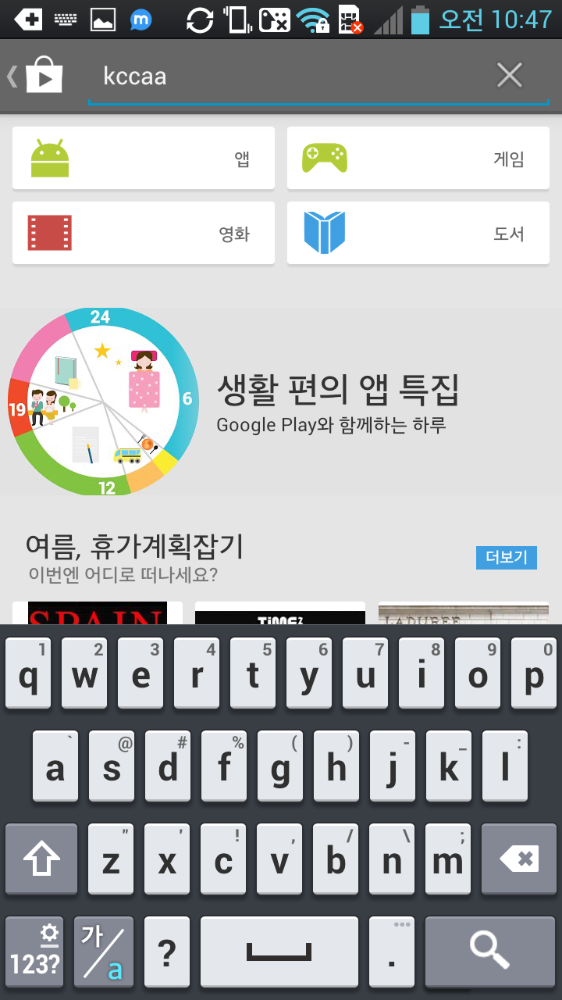 오전 10:47
kccaa
앱
게임
영화
도서
24
6
19
12
생활 편의 앱 특집
Google Play와 함께하는 하루
여름, 휴가계획잡기
더보기
이번엔 어디로 떠나세요?
SPAIN
TiME2
LADUREE
1 2 3 4 5 6 7 8 9 0
q w e r t y u i o p
` @ # % ( ) - _ :
a s d f g h j k l
" ' ! , / \ ;
z x c v b n m
123? 가/a ? .